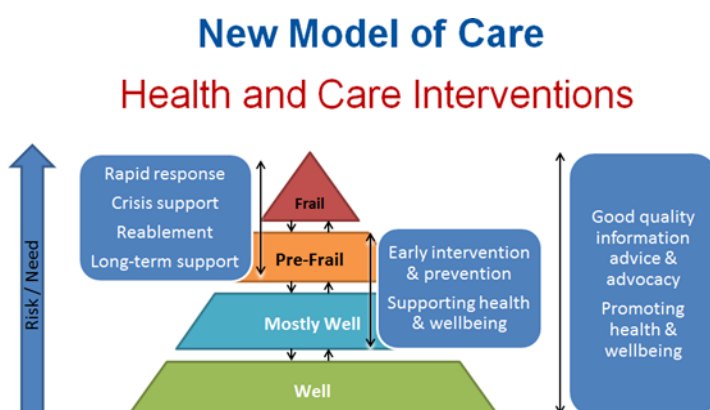 New Model of Care
Health and Care Interventions
Risk / Need
Rapid response
Crisis support
Reablement
Long-term support
Frail
Pre-Frail
Mostly Well
Well
Early intervention
& prevention
Supporting health
& wellbeing
Good quality
information
advice &
advocacy
Promoting
health &
wellbeing